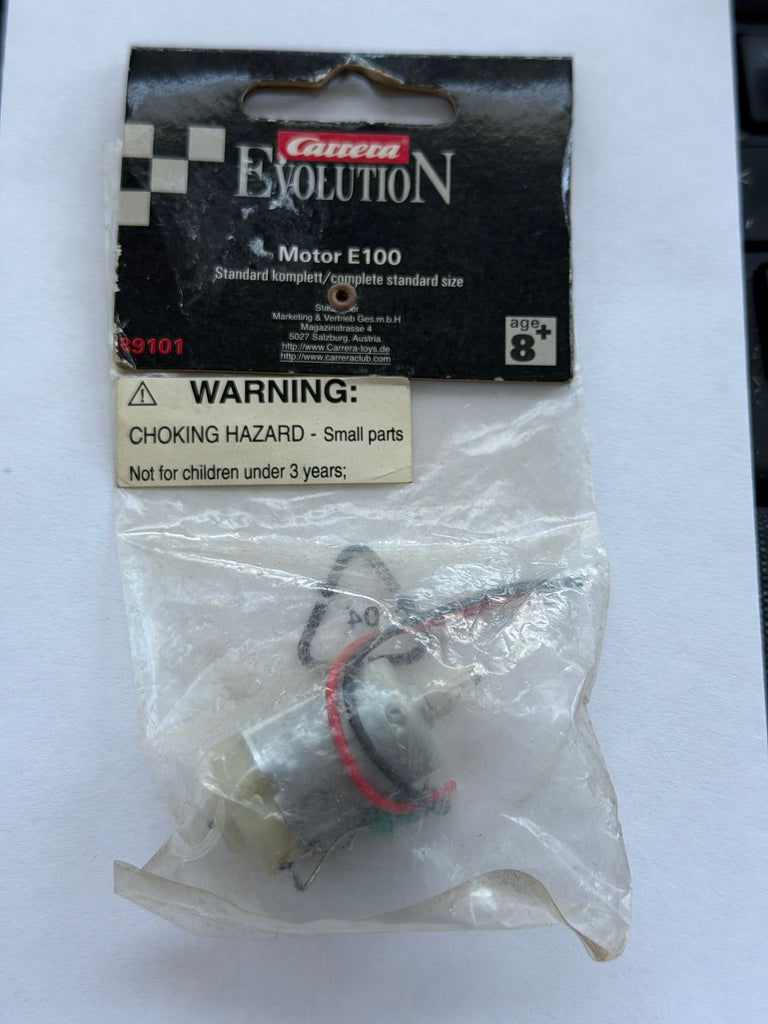 Carrera
EVOLUTION
Motor E100
Standard komplett/complete standard size
Marketing & Vertrieb Ges.m.b.H
Magazinstrasse 4
5027 Salzburg, Austria
http://www.Carrera-toys.de
http://www.carreraclub.com
89101
age
8+
WARNING:
CHOKING HAZARD - Small parts
Not for children under 3 years;
04